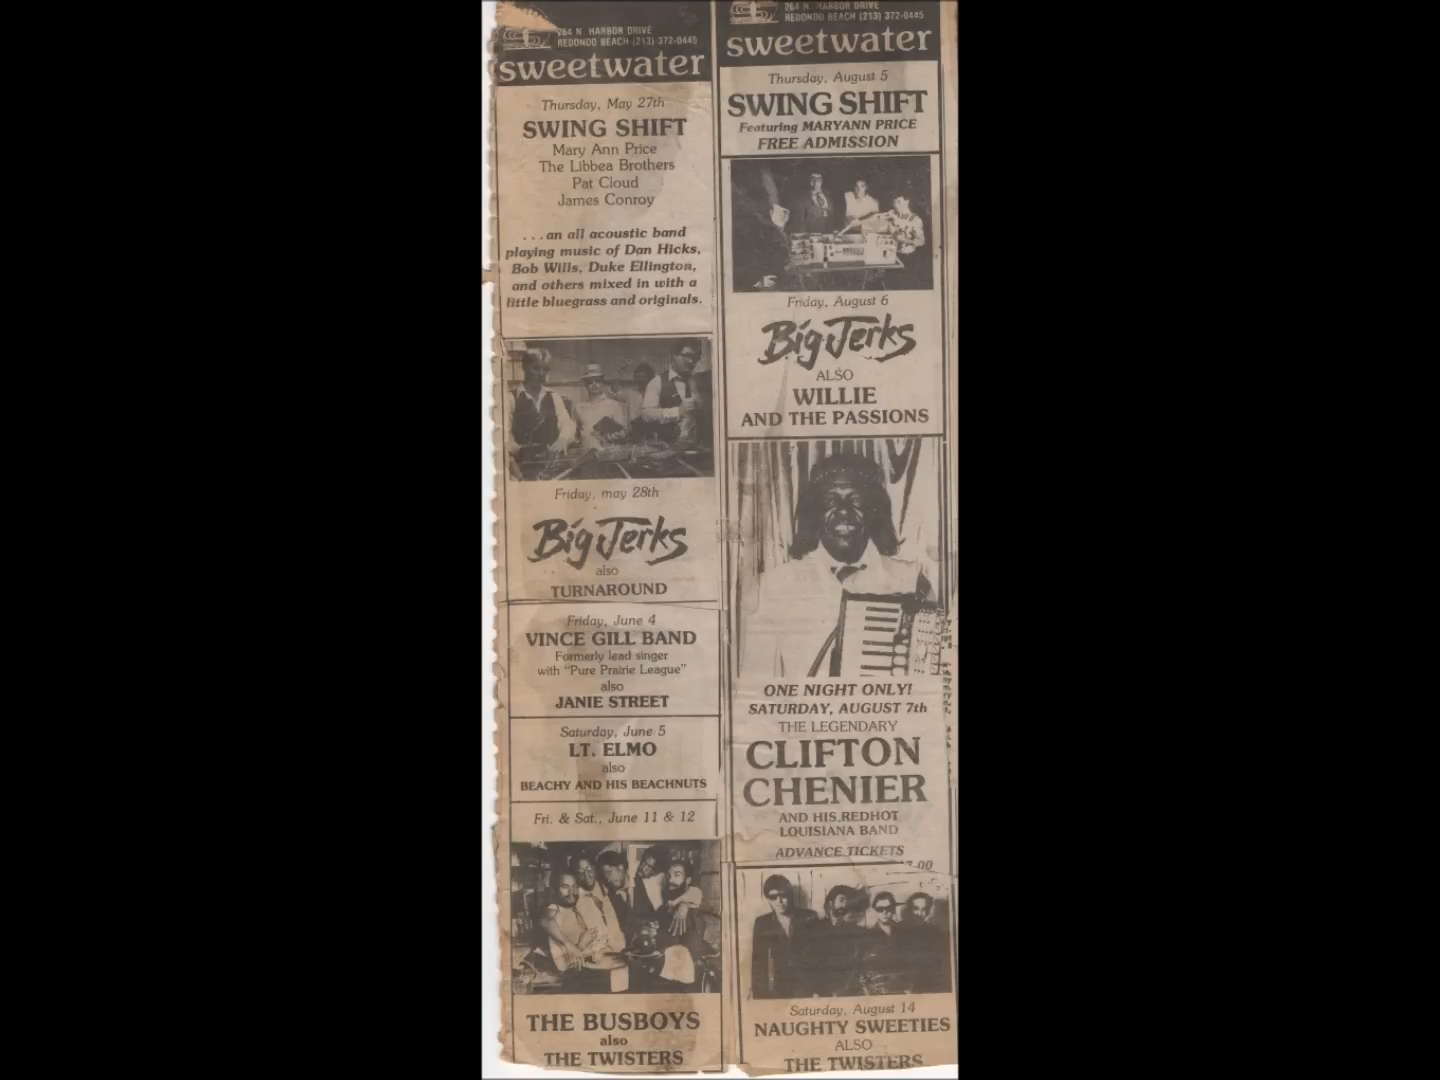 264 N. HARBOR DRIVE
REDONDO BEACH (213) 372-0445
sweetwater
Thursday, May 27th
SWING SHIFT
Mary Ann Price
The Libbea Brothers
Pat Cloud
James Conroy
...an all acoustic band
playing music of Dan Hicks,
Bob Wills, Duke Ellington,
and others mixed in with a
little bluegrass and originals.
Friday, may 28th
Big Jerks
also
TURNAROUND
Friday, June 4
VINCE GILL BAND
Formerly lead singer
with "Pure Prairie League"
also
JANIE STREET
Saturday, June 5
LT. ELMO
also
BEACHY AND HIS BEACHNUTS
Fri. & Sat., June 11 & 12
THE BUSBOYS
also
THE TWISTERS
264 N. HARBOR DRIVE
REDONDO BEACH (213) 372-0445
sweetwater
Thursday, August 5
SWING SHIFT
Featuring MARYANN PRICE
FREE ADMISSION
Friday, August 6
Big Jerks
ALSO
WILLIE
AND THE PASSIONS
ONE NIGHT ONLY!
SATURDAY, AUGUST 7th
THE LEGENDARY
CLIFTON
CHENIER
AND HIS REDHOT
LOUISIANA BAND
ADVANCE TICKETS
Saturday, August 14
NAUGHTY SWEETIES
ALSO
THE TWISTERS